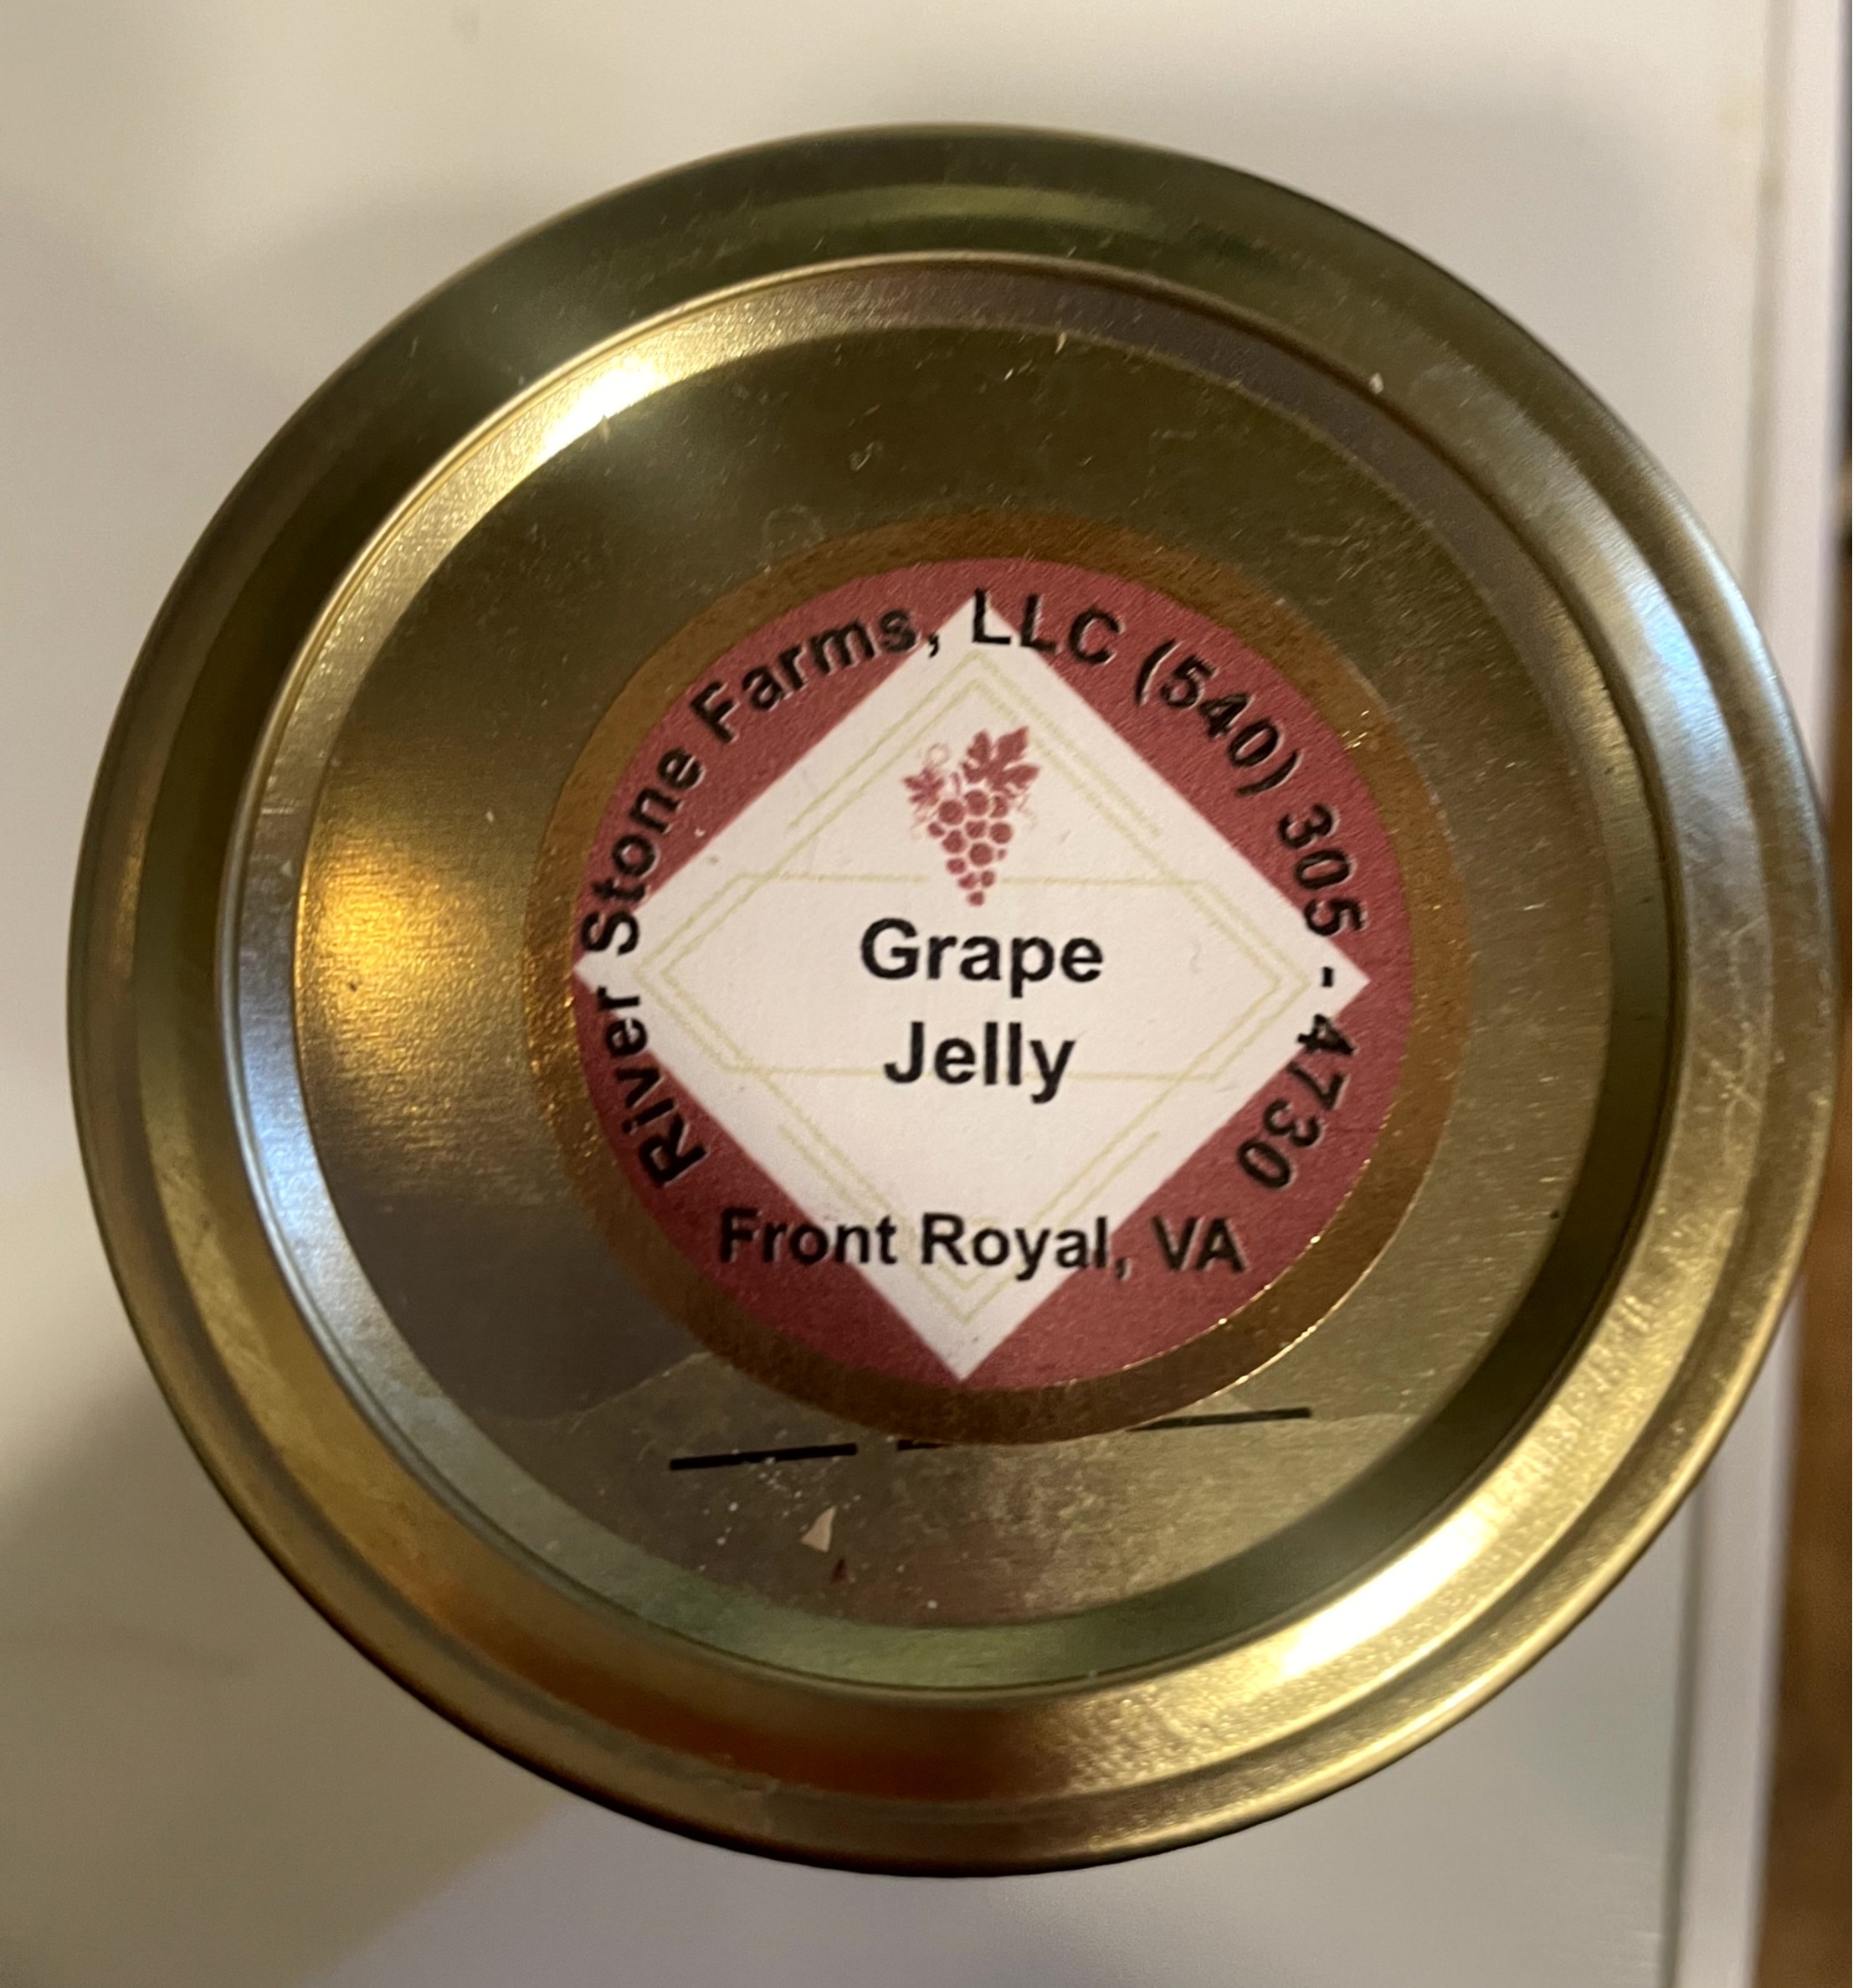 River Stone Farms, LLC (540) 305 - 4730
Grape
Jelly
Front Royal, VA